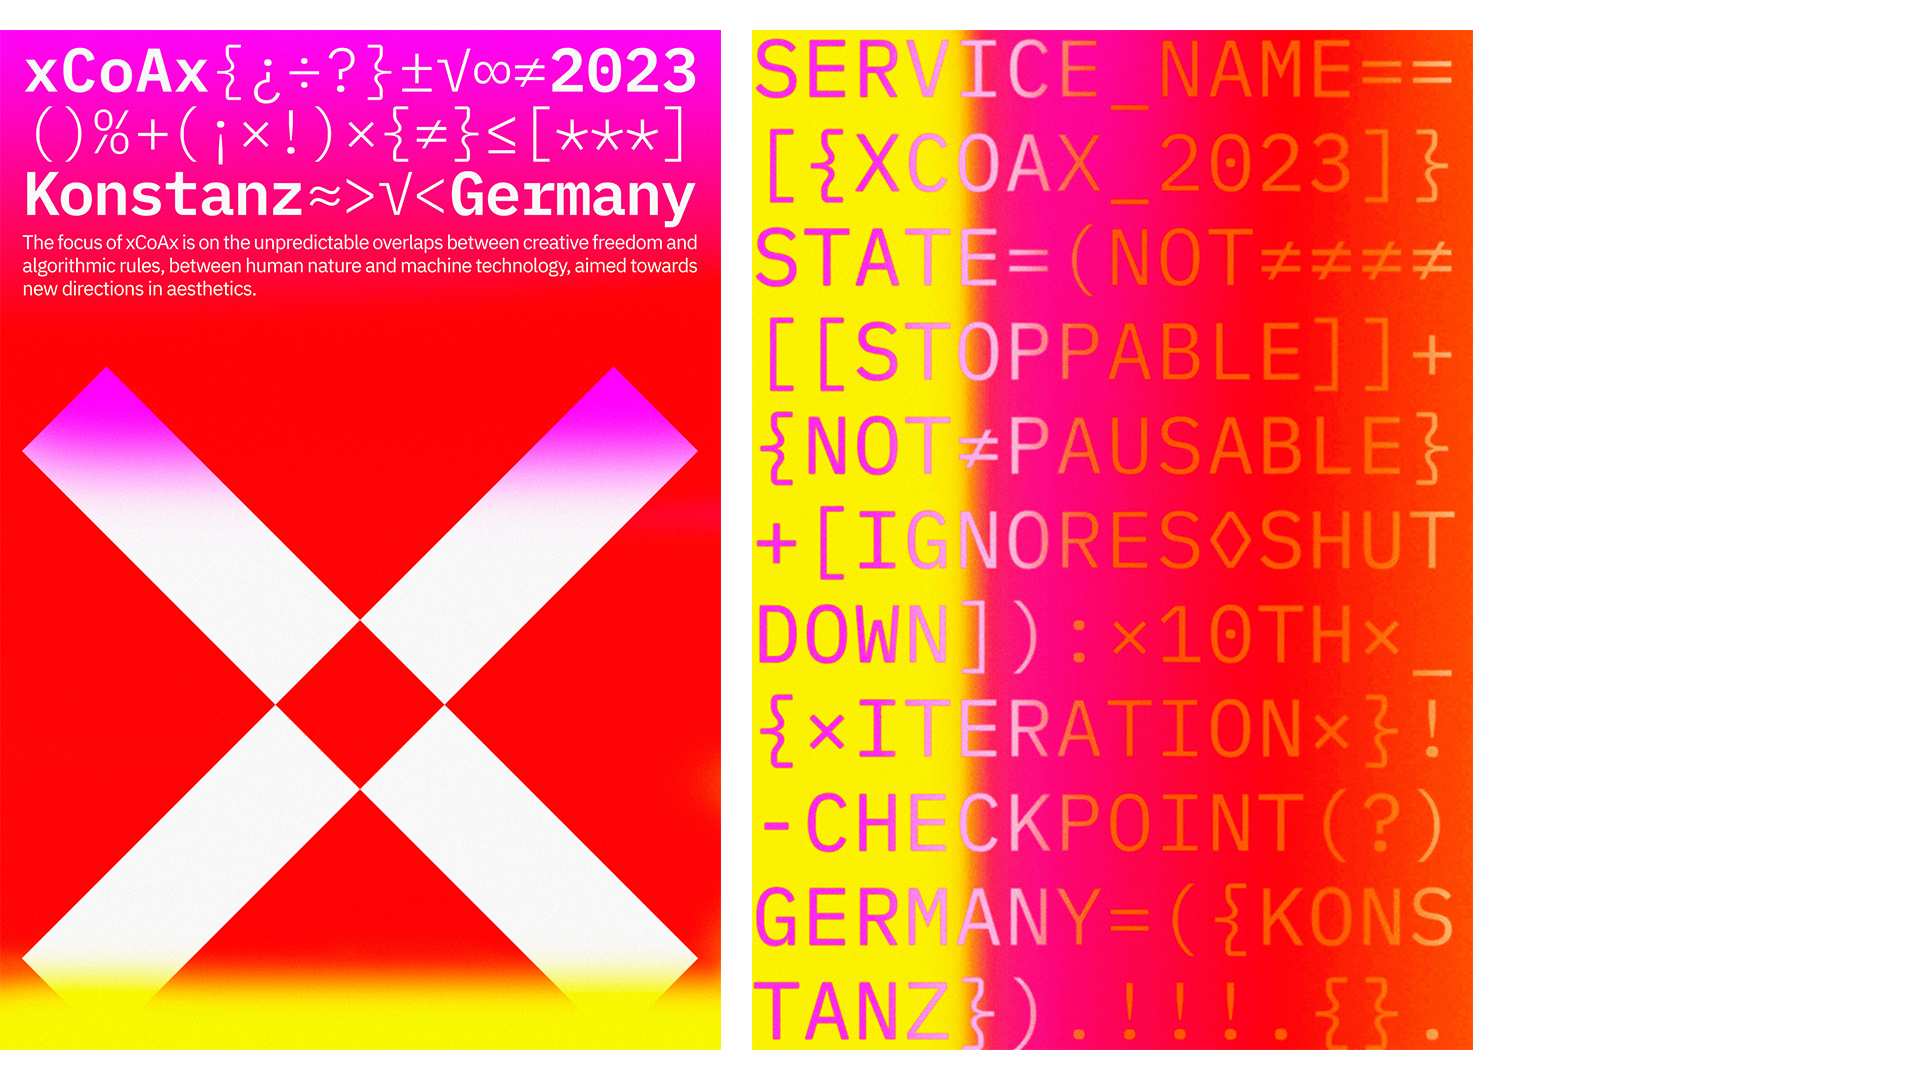 xCoAx{¿÷?}±√∞≠2023
()%+(¡×!)×{≠}≤[***]
Konstanz≈>√<Germany
The focus of xCoAx is on the unpredictable overlaps between creative freedom and
algorithmic rules, between human nature and machine technology, aimed towards
new directions in aesthetics.
SERVICE_NAME==
[{XCOAX_2023]}
STATE=(NOT≠≠≠≠
[[STOPPABLE]]+
{NOT≠PAUSABLE}
+[IGNORES◊SHUT
DOWN]):×10TH×_
{×ITERATION×}!
-CHECKPOINT(?)
GERMANY=({KONS
TANZ}).!!!.{}.